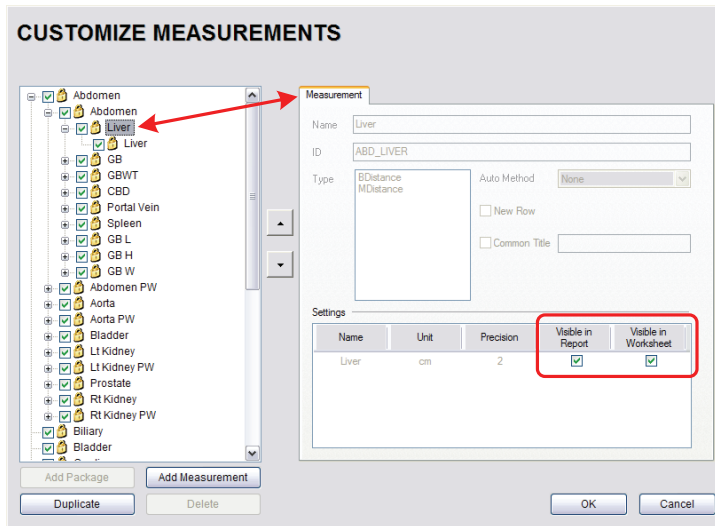 CUSTOMIZE MEASUREMENTS
Abdomen
Abdomen
Liver
Liver
GB
GBWT
CBD
Portal Vein
Spleen
GB L
GB H
GB W
Abdomen PW
Aorta
Aorta PW
Bladder
Lt Kidney
Lt Kidney PW
Prostate
Rt Kidney
Rt Kidney PW
Biliary
Bladder
Add Package
Add Measurement
Duplicate
Delete
Measurement
Name Liver
ID ABD_LIVER
Type BDistance
MDistance
Auto Method None
New Row
Common Title
Settings
Name Unit Precision Visible in Report Visible in Worksheet
Liver cm 2
OK Cancel